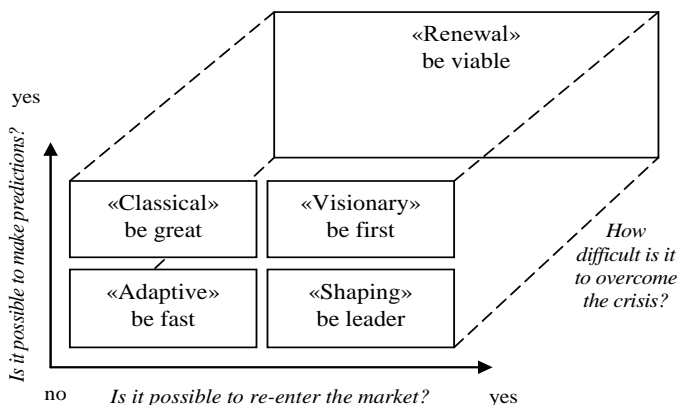 «Renewal»
be viable
yes
Is it possible to make predictions?
«Classical»
be great
«Visionary»
be first
How
difficult is it
to overcome
the crisis?
«Adaptive»
be fast
«Shaping»
be leader
no
Is it possible to re-enter the market?
yes